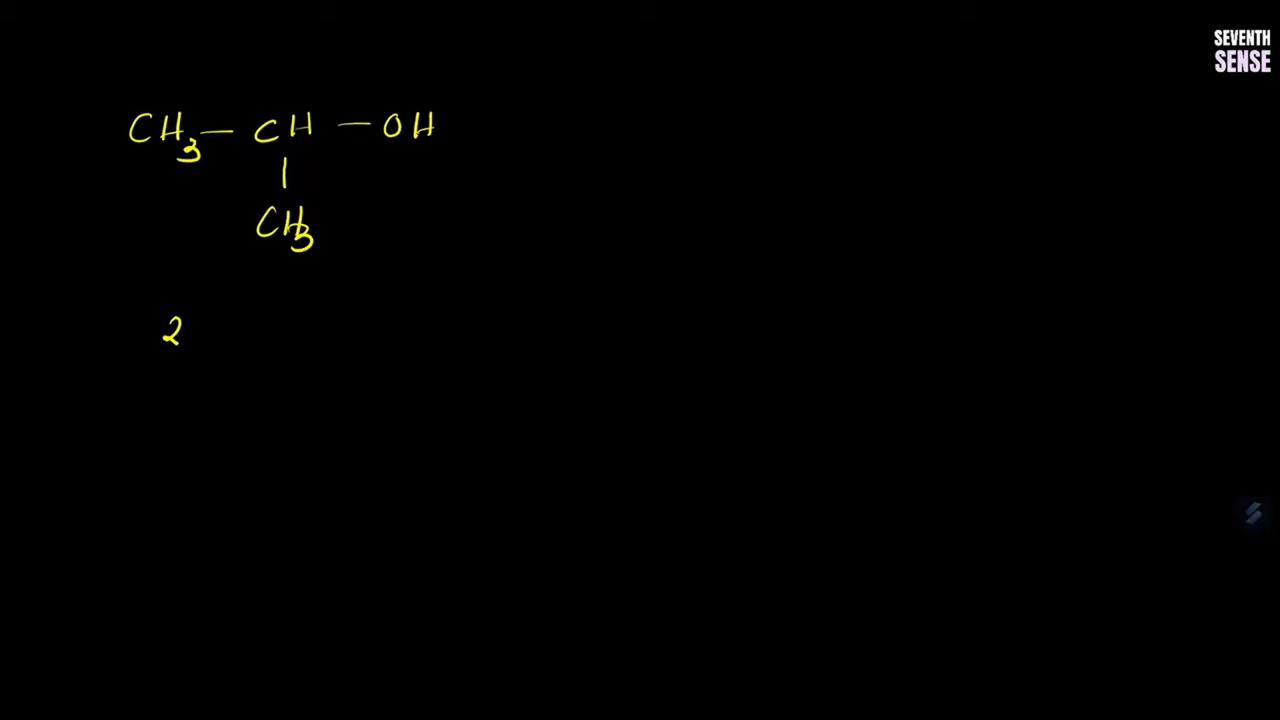 SEVENTH
SENSE
CH3 — CH — OH
|
CH3
2